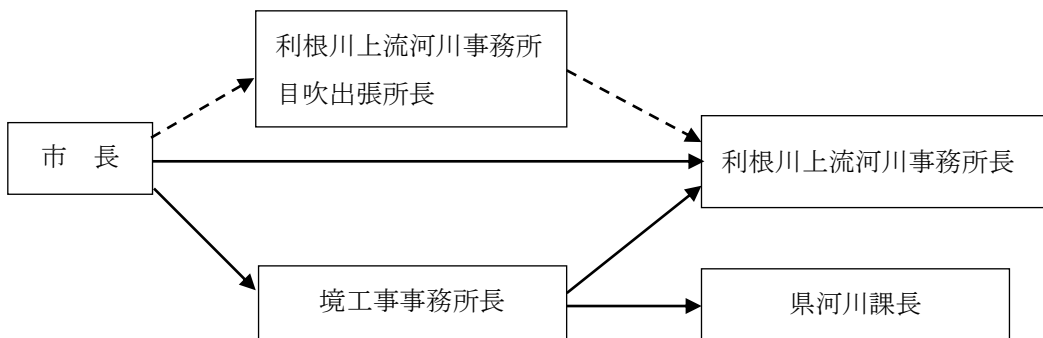 利根川上流河川事務所
目吹出張所長
市　長
利根川上流河川事務所長
境工事事務所長
県河川課長